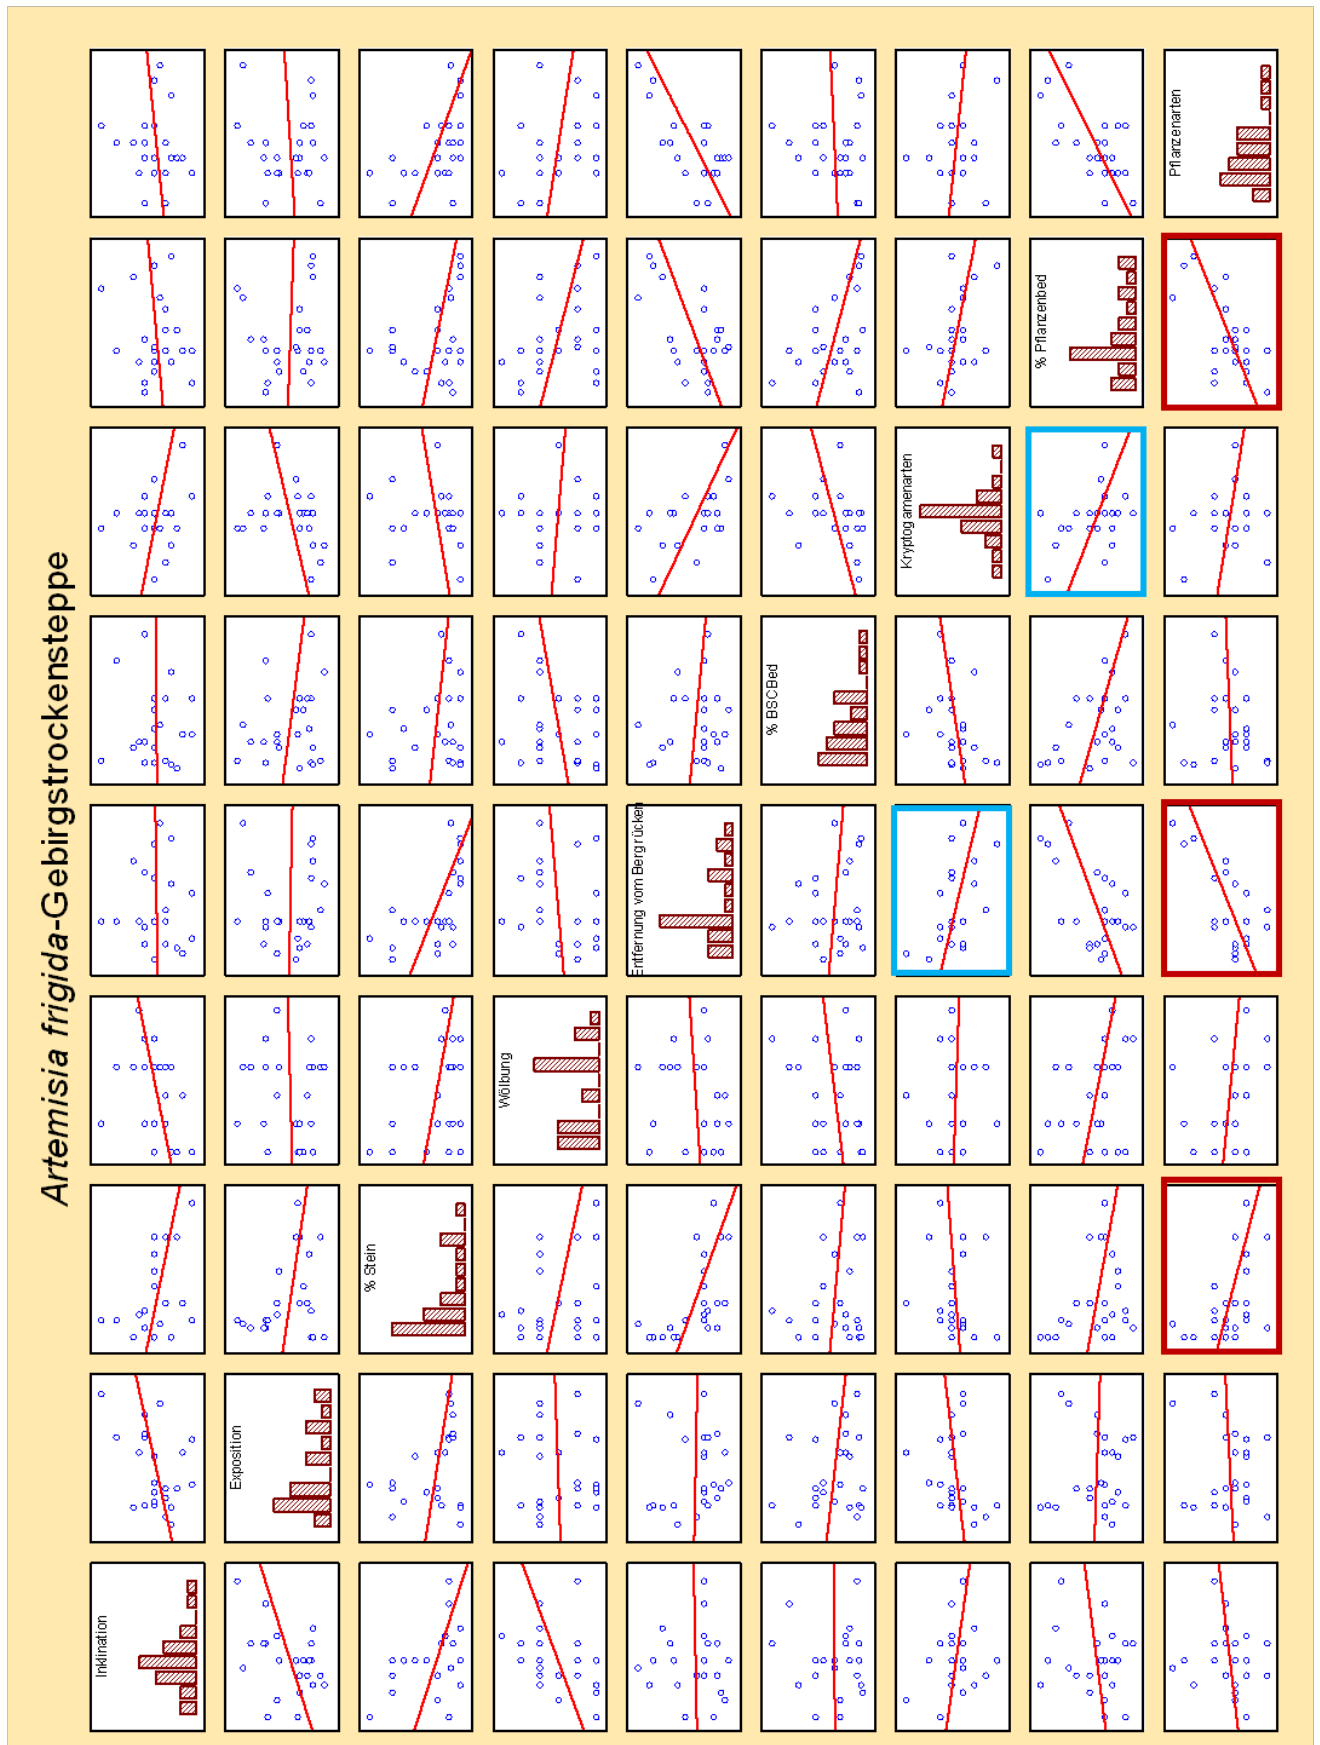 Artemisia frigida-Gebirgstrockensteppe
Inklination
Exposition
% Stein
Wölbung
Entfernung vom Bergrücken
% BSCBed
Kryptogamenarten
% Pflanzenbed
Pflanzenarten